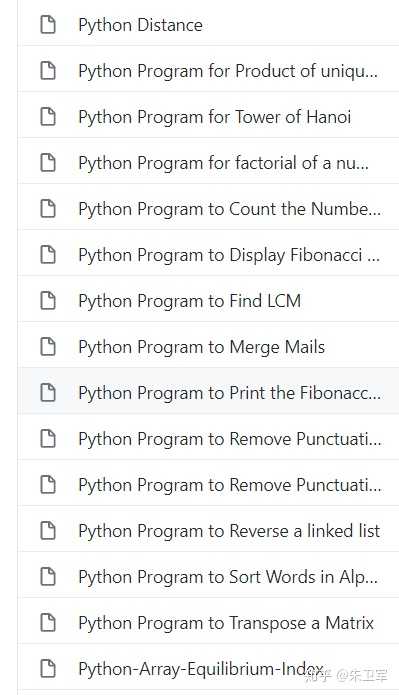 Python Distance
Python Program for Product of uniqu...
Python Program for Tower of Hanoi
Python Program for factorial of a nu...
Python Program to Count the Numbe...
Python Program to Display Fibonacci ...
Python Program to Find LCM
Python Program to Merge Mails
Python Program to Print the Fibonacc...
Python Program to Remove Punctuati...
Python Program to Remove Punctuati...
Python Program to Reverse a linked list
Python Program to Sort Words in Alp...
Python Program to Transpose a Matrix
Python-Array-Equilibrium-Index
知乎 @朱卫军